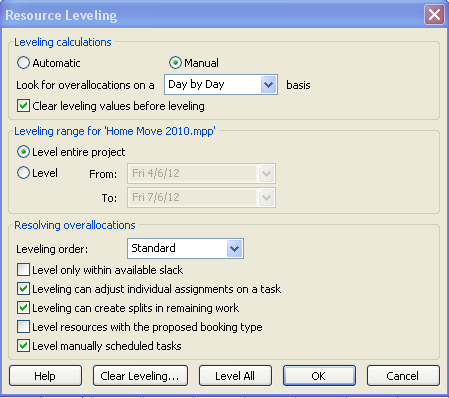 Resource Leveling
Leveling calculations
Automatic Manual
Look for overallocations on a Day by Day basis
Clear leveling values before leveling
Leveling range for 'Home Move 2010.mpp'
Level entire project
Level From: Fri 4/6/12
To: Fri 7/6/12
Resolving overallocations
Leveling order: Standard
Level only within available slack
Leveling can adjust individual assignments on a task
Leveling can create splits in remaining work
Level resources with the proposed booking type
Level manually scheduled tasks
Help Clear Leveling... Level All OK Cancel